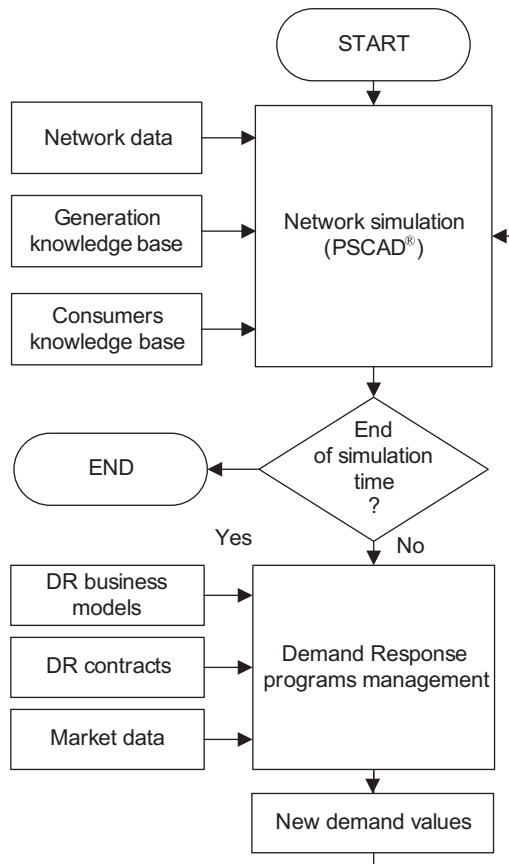 START
Network data
Generation
knowledge base
Consumers
knowledge base
Network simulation
(PSCAD®)
End
of simulation
time
?
END
Yes
No
DR business
models
DR contracts
Market data
Demand Response
programs management
New demand values